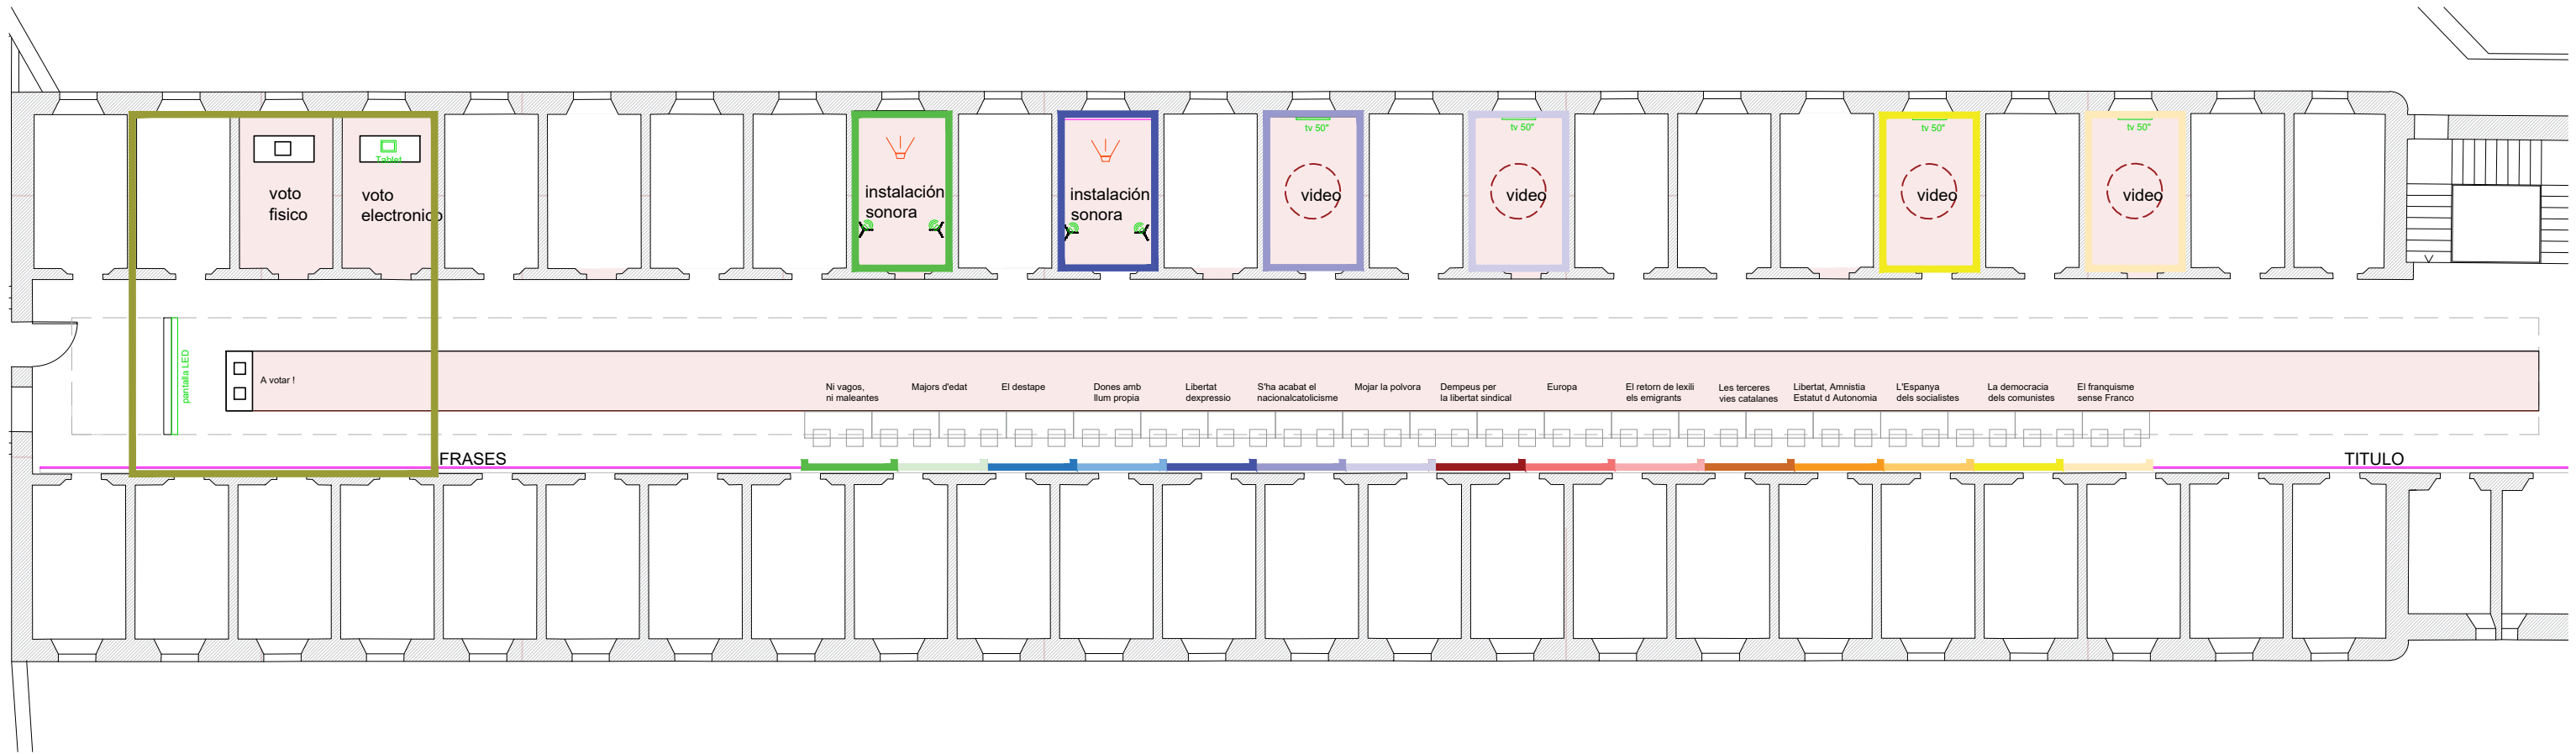 tv 50"
tv 50"
tv 50"
tv 50"
Tablet
voto
fisico
voto
electronico
instalación
sonora
instalación
sonora
video
video
video
video
pantalla LED
A votar !
Ni vagos,
ni maleantes
Majors d'edat
El destape
Dones amb
llum propia
Libertat
dexpressio
S'ha acabat el
nacionalcatolicisme
Mojar la polvora
Dempeus per
la libertat sindical
Europa
El retorn de lexili
els emigrants
Les terceres
vies catalanes
Libertat, Amnistia
Estatut d Autonomia
L'Espanya
dels socialistes
La democracia
dels comunistes
El franquisme
sense Franco
FRASES
TITULO